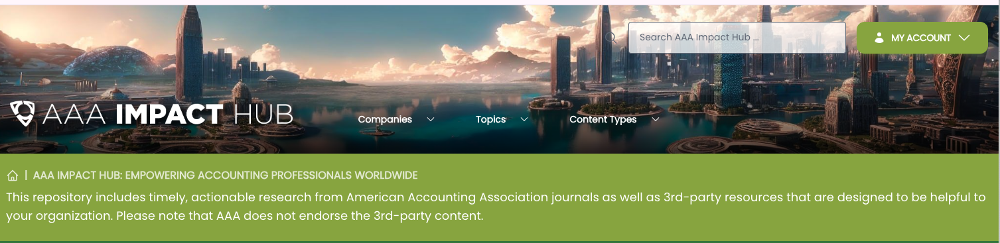 Search AAA Impact Hub ...
MY ACCOUNT
AAA IMPACT HUB
Companies
Topics
Content Types
| AAA IMPACT HUB: EMPOWERING ACCOUNTING PROFESSIONALS WORLDWIDE
This repository includes timely, actionable research from American Accounting Association journals as well as 3rd-party resources that are designed to be helpful to
your organization. Please note that AAA does not endorse the 3rd-party content.